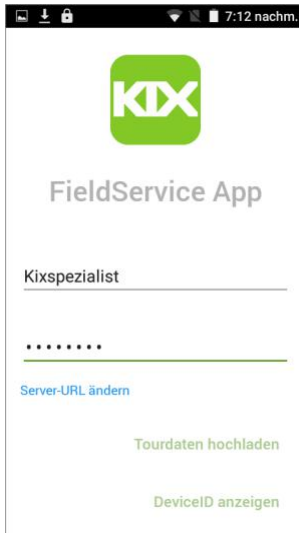 7:12 nachm.
KIX
FieldService App
Kixspezialist
........
Server-URL ändern
Tourdaten hochladen
DeviceID anzeigen